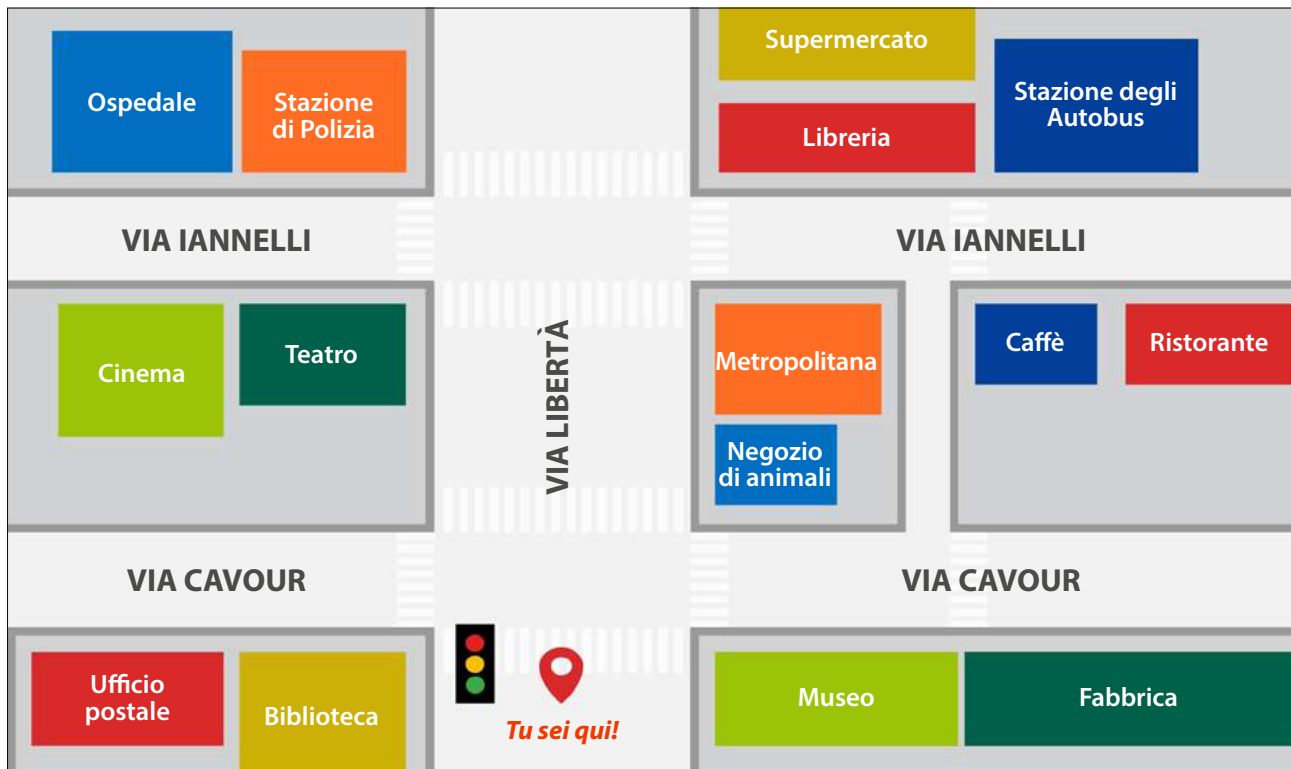 Ospedale
Stazione
di Polizia
Supermercato
Libreria
Stazione degli
Autobus
VIA IANNELLI
VIA IANNELLI
Cinema
Teatro
VIA LIBERTÀ
Metropolitana
Negozio
di animali
Caffè
Ristorante
VIA CAVOUR
VIA CAVOUR
Ufficio
postale
Biblioteca
Tu sei qui!
Museo
Fabbrica